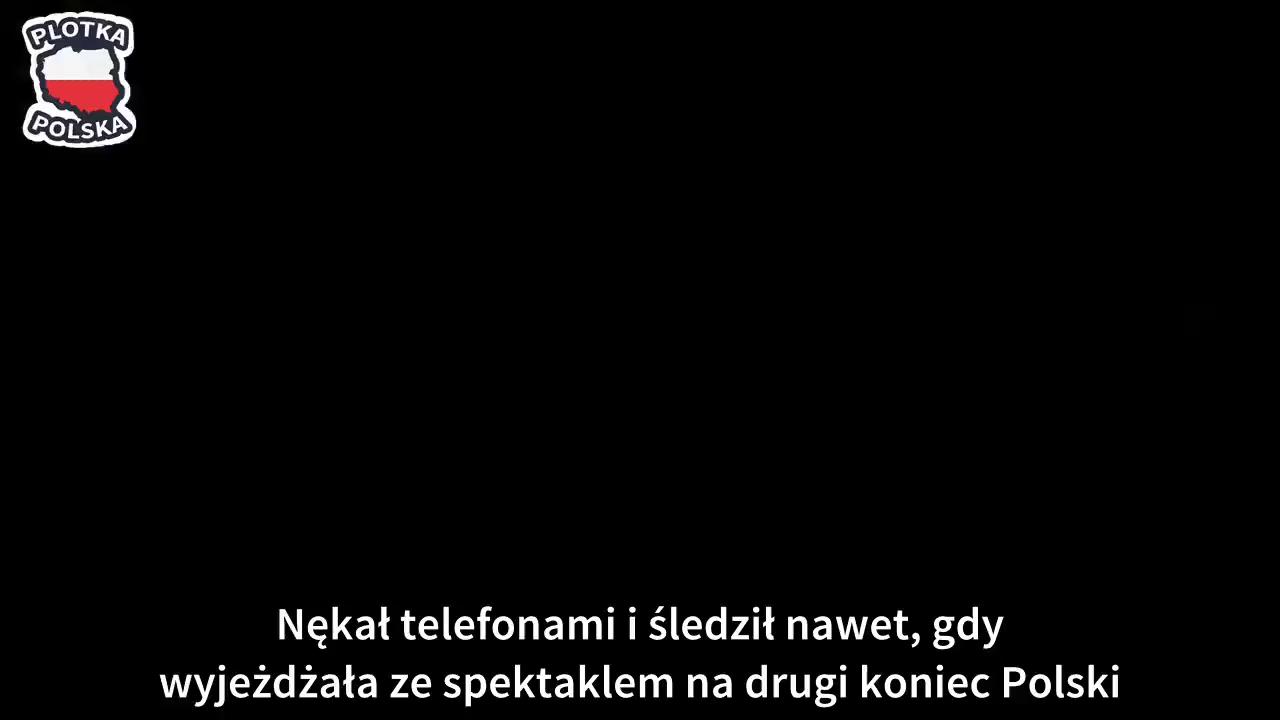 PLOTKA
POLSKA
Nękał telefonami i śledził nawet, gdy
wyjeżdżała ze spektaklem na drugi koniec Polski